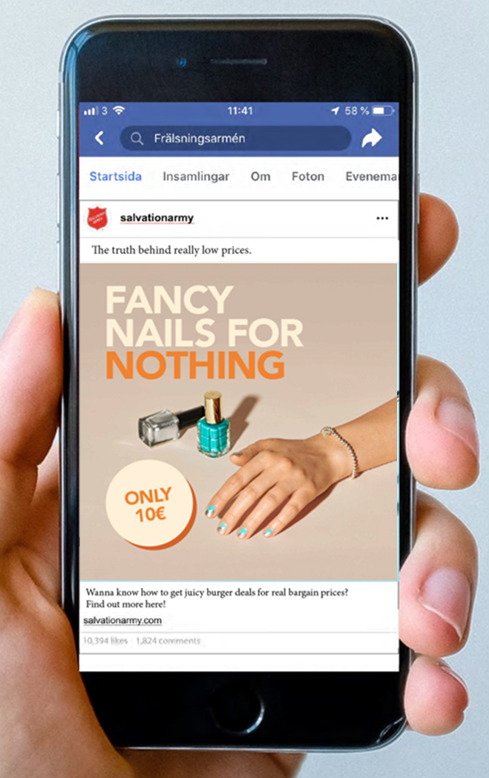 3 11:41 58 %
Frälsningsarmén
Startsida Insamlingar Om Foton Evenema
salvationarmy
The truth behind really low prices.
FANCY
NAILS FOR
NOTHING
ONLY
10€
Wanna know how to get juicy burger deals for real bargain prices?
Find out more here!
salvationarmy.com
10,394 likes 1,824 comments